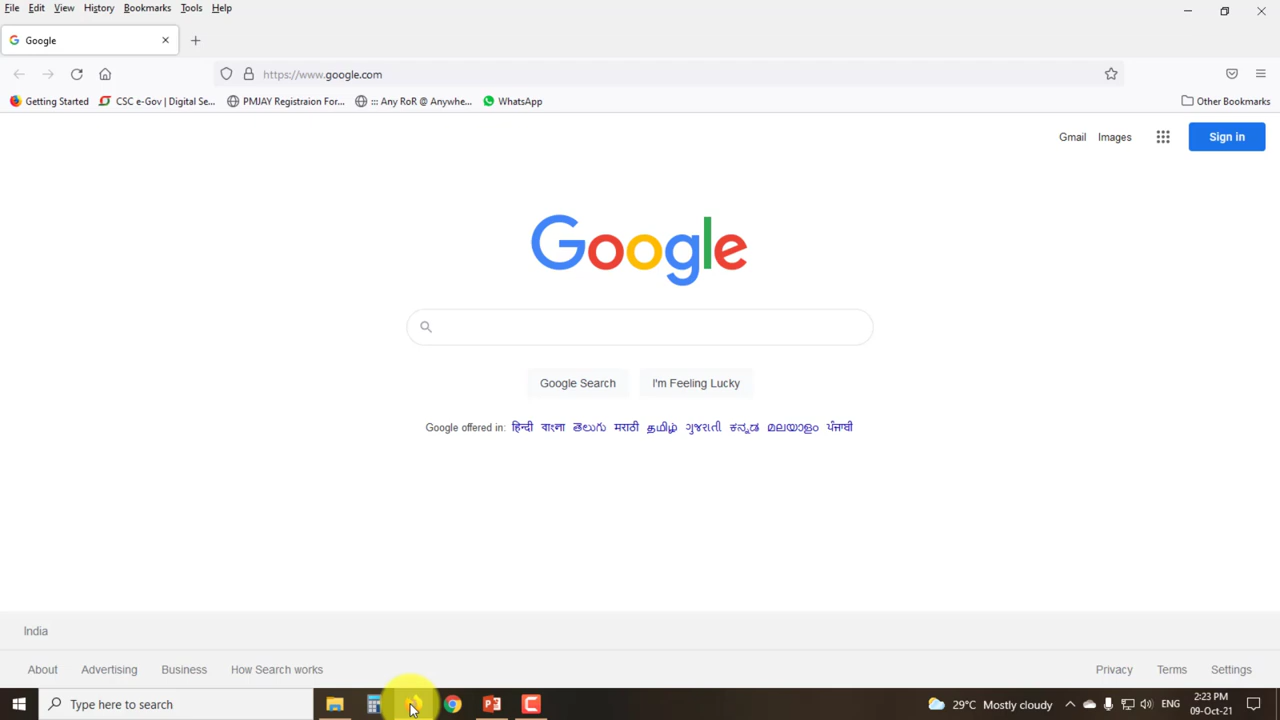 File Edit View History Bookmarks Tools Help
Google
https://www.google.com
Getting Started CSC e-Gov | Digital Se... PMJAY Registraion For... ::: Any RoR @ Anywhe... WhatsApp Other Bookmarks
Gmail Images Sign in
Google
Google Search I'm Feeling Lucky
Google offered in: हिन्दी বাংলা తెలుగు मराठी தமிழ் ગુજરાતી ಕನ್ನಡ മലയാളം ਪੰਜਾਬੀ
India
About Advertising Business How Search works Privacy Terms Settings
Type here to search 29°C Mostly cloudy ENG 2:23 PM
09-Oct-21